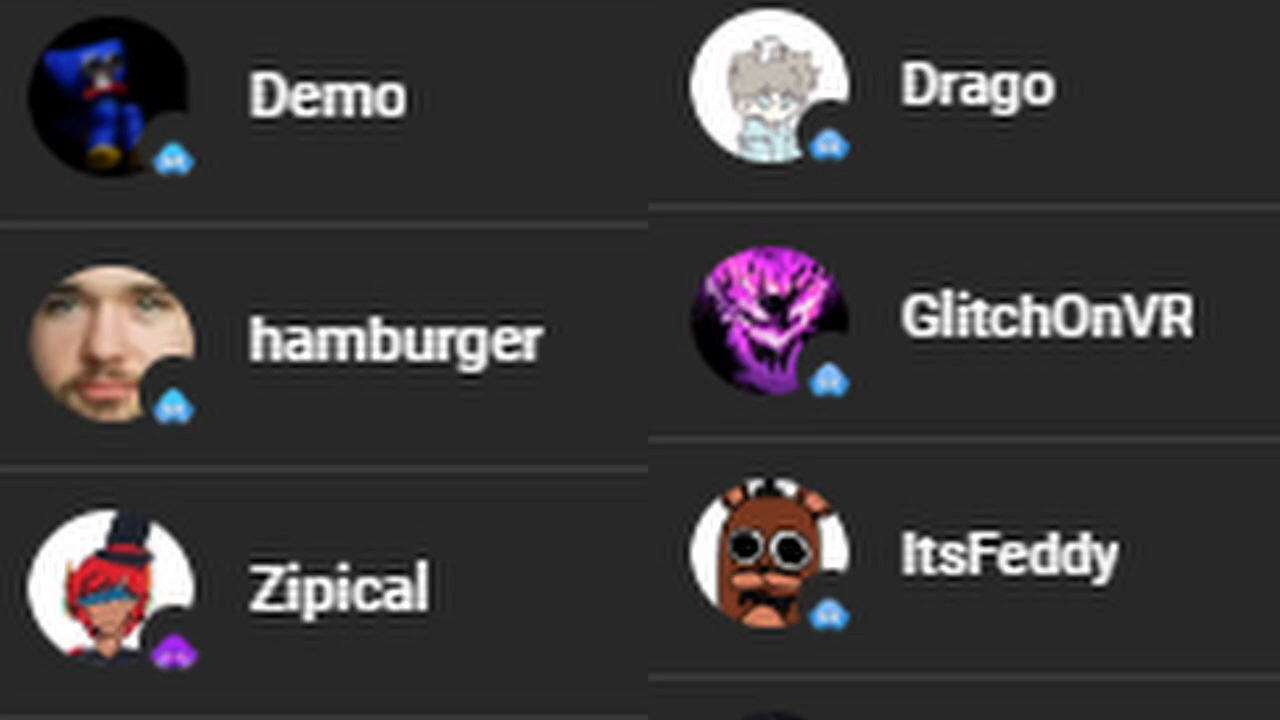 Demo
hamburger
Zipical
Drago
GlitchOnVR
ItsFeddy